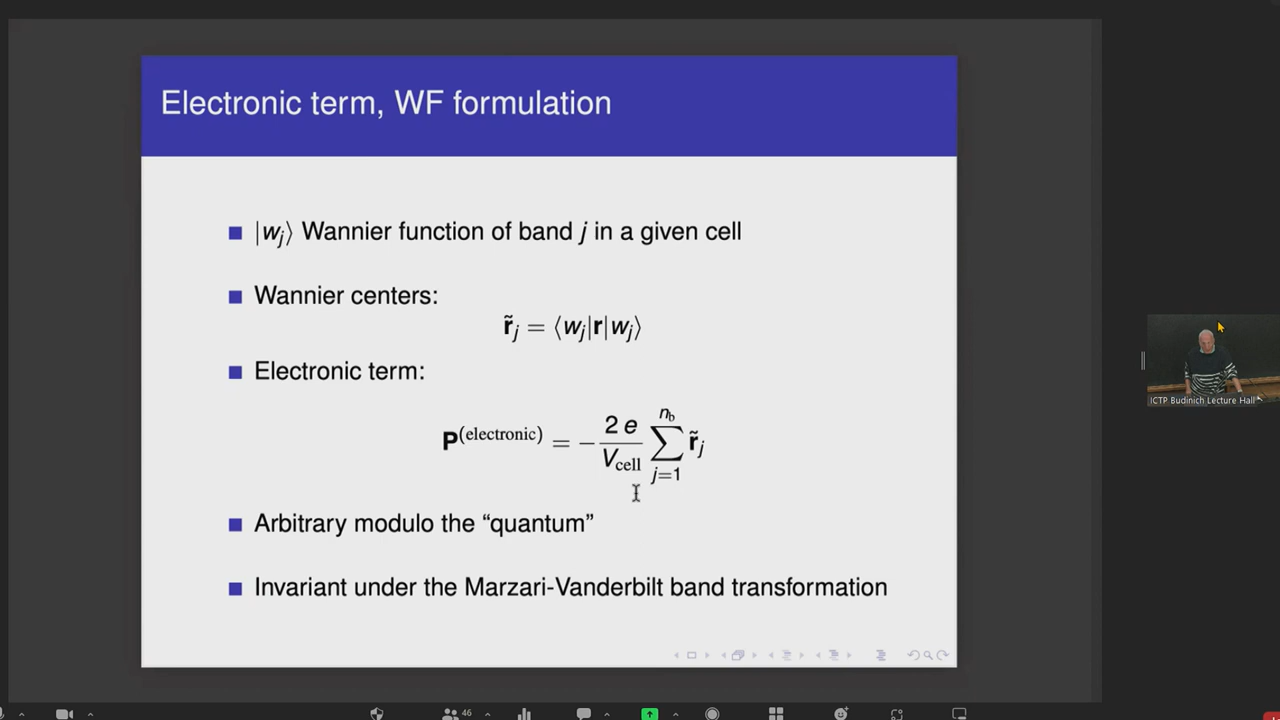 Electronic term, WF formulation
|w_j⟩ Wannier function of band j in a given cell
Wannier centers:
r̃_j = ⟨w_j|r|w_j⟩
Electronic term:
P^(electronic) = − 2 e / V_cell ∑_{j=1}^{n_b} r̃_j
Arbitrary modulo the “quantum”
Invariant under the Marzari-Vanderbilt band transformation
ICTP Budinich Lecture Hall
46